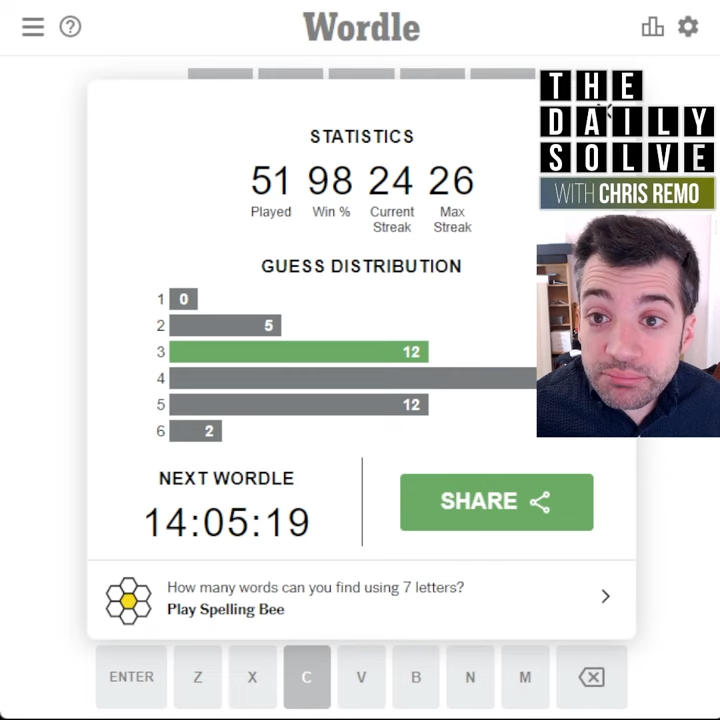 Wordle
THE
DAILY
SOLVE
WITH CHRIS REMO
STATISTICS
51 98 24 26
Played Win % Current Streak Max Streak
GUESS DISTRIBUTION
1 0
2 5
3 12
4
5 12
6 2
NEXT WORDLE
14:05:19
SHARE
How many words can you find using 7 letters?
Play Spelling Bee
ENTER Z X C V B N M